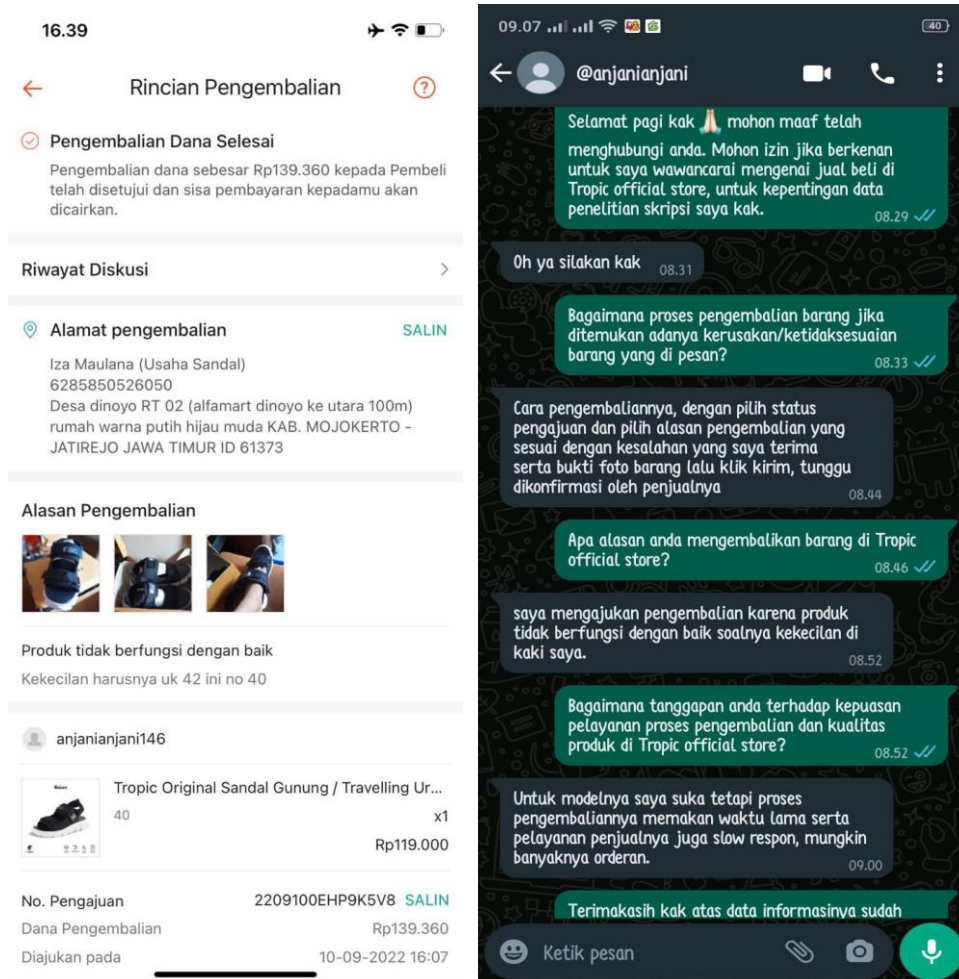 16.39
Rincian Pengembalian
?
Pengembalian Dana Selesai
Pengembalian dana sebesar Rp139.360 kepada Pembeli
telah disetujui dan sisa pembayaran kepadamu akan
dicairkan.
Riwayat Diskusi
Alamat pengembalian SALIN
Iza Maulana (Usaha Sandal)
6285850526050
Desa dinoyo RT 02 (alfamart dinoyo ke utara 100m)
rumah warna putih hijau muda KAB. MOJOKERTO -
JATIREJO JAWA TIMUR ID 61373
Alasan Pengembalian
Produk tidak berfungsi dengan baik
Kekecilan harusnya uk 42 ini no 40
anjanianjani146
Tropic Original Sandal Gunung / Travelling Ur...
40 x1
Rp119.000
No. Pengajuan 2209100EHP9K5V8 SALIN
Dana Pengembalian Rp139.360
Diajukan pada 10-09-2022 16:07
09.07 40
@anjanianjani
Selamat pagi kak 🙏 mohon maaf telah
menghubungi anda. Mohon izin jika berkenan
untuk saya wawancarai mengenai jual beli di
Tropic official store, untuk kepentingan data
penelitian skripsi saya kak.
08.29
Oh ya silakan kak 08.31
Bagaimana proses pengembalian barang jika
ditemukan adanya kerusakan/ketidaksesuaian
barang yang di pesan?
08.33
Cara pengembaliannya, dengan pilih status
pengajuan dan pilih alasan pengembalian yang
sesuai dengan kesalahan yang saya terima
serta bukti foto barang lalu klik kirim, tunggu
dikonfirmasi oleh penjualnya
08.44
Apa alasan anda mengembalikan barang di Tropic
official store?
08.46
saya mengajukan pengembalian karena produk
tidak berfungsi dengan baik soalnya kekecilan di
kaki saya.
08.52
Bagaimana tanggapan anda terhadap kepuasan
pelayanan proses pengembalian dan kualitas
produk di Tropic official store?
08.52
Untuk modelnya saya suka tetapi proses
pengembaliannya memakan waktu lama serta
pelayanan penjualnya juga slow respon, mungkin
banyaknya orderan.
09.00
Terimakasih kak atas data informasinya sudah
Ketik pesan